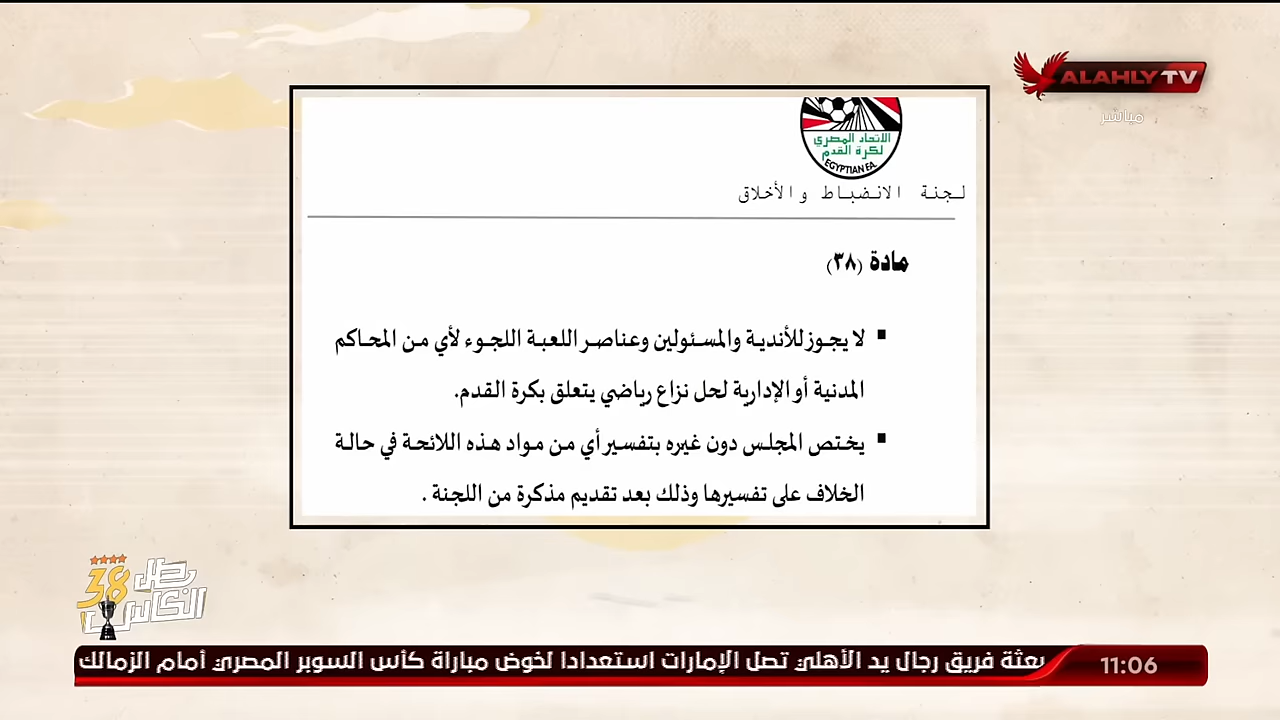 ALAHLY TV
مباشر
الاتحاد المصري
لكرة القدم
EGYPTIAN F.A.
لجنة الانضباط والأخلاق
مادة (٣٨)
▪ لا يجوز للأندية والمسئولين وعناصر اللعبة اللجوء لأي من المحاكم
المدنية أو الإدارية لحل نزاع رياضي يتعلق بكرة القدم.
▪ يختص المجلس دون غيره بتفسير أي من مواد هذه اللائحة في حالة
الخلاف على تفسيرها وذلك بعد تقديم مذكرة من اللجنة .
38
الكاس
بعثة فريق رجال يد الأهلي تصل الإمارات استعدادا لخوض مباراة كأس السوبر المصري أمام الزمالك
11:06